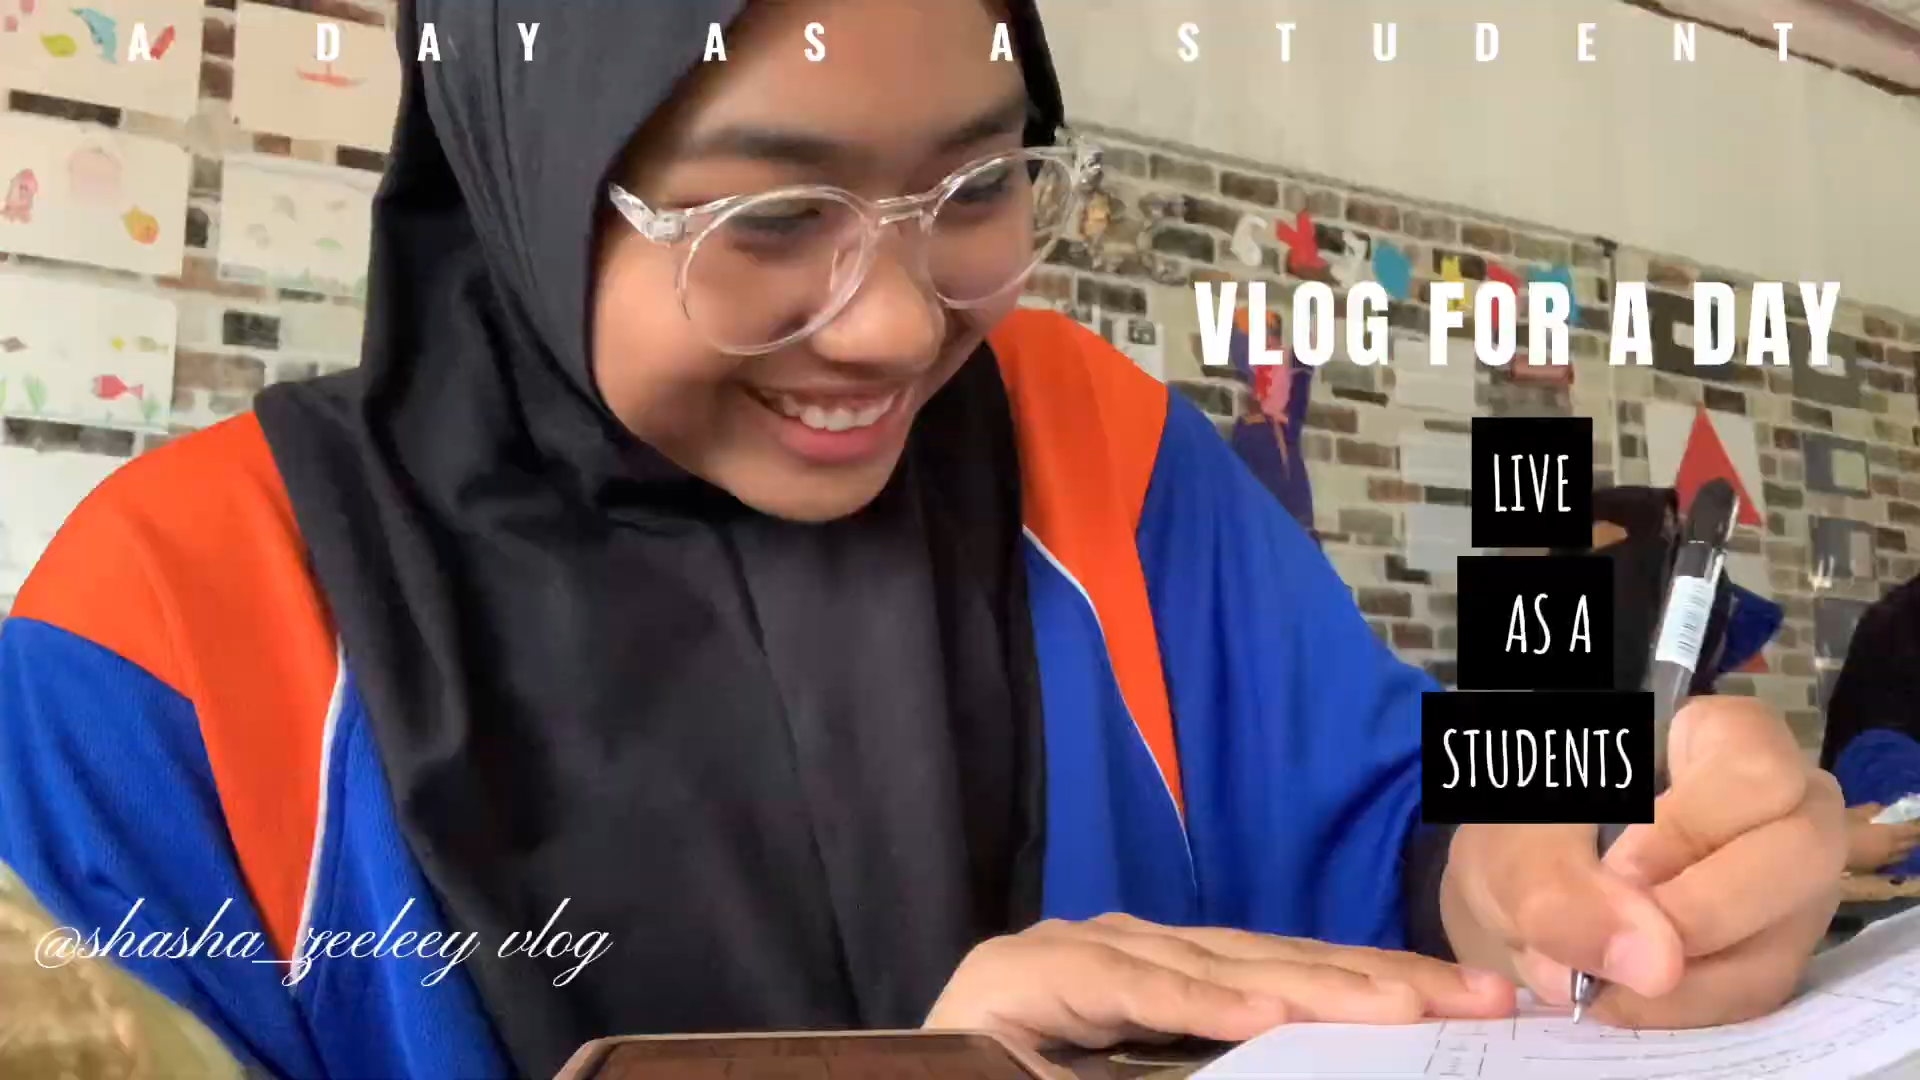 A DAY AS A STUDENT
VLOG FOR A DAY
LIVE
AS A
STUDENTS
@shasha_zeeleey vlog